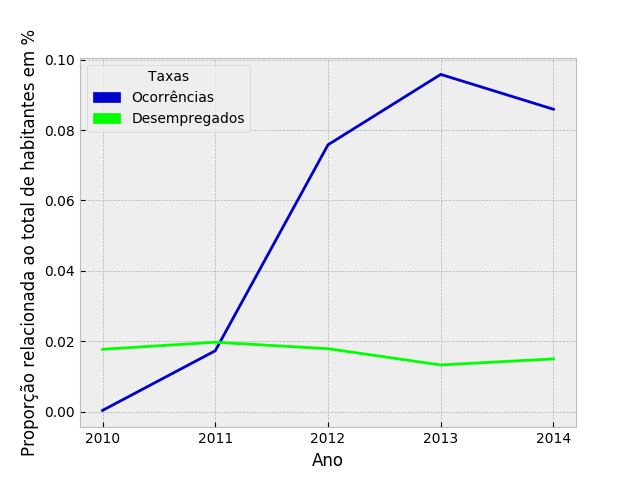 Proporção relacionada ao total de habitantes em %
0.10
0.08
0.06
0.04
0.02
0.00
Taxas
Ocorrências
Desempregados
2010 2011 2012 2013 2014
Ano